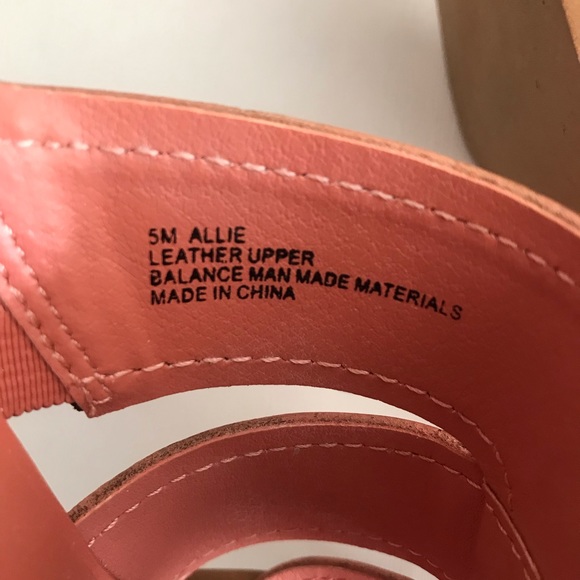 5M ALLIE
LEATHER UPPER
BALANCE MAN MADE MATERIALS
MADE IN CHINA